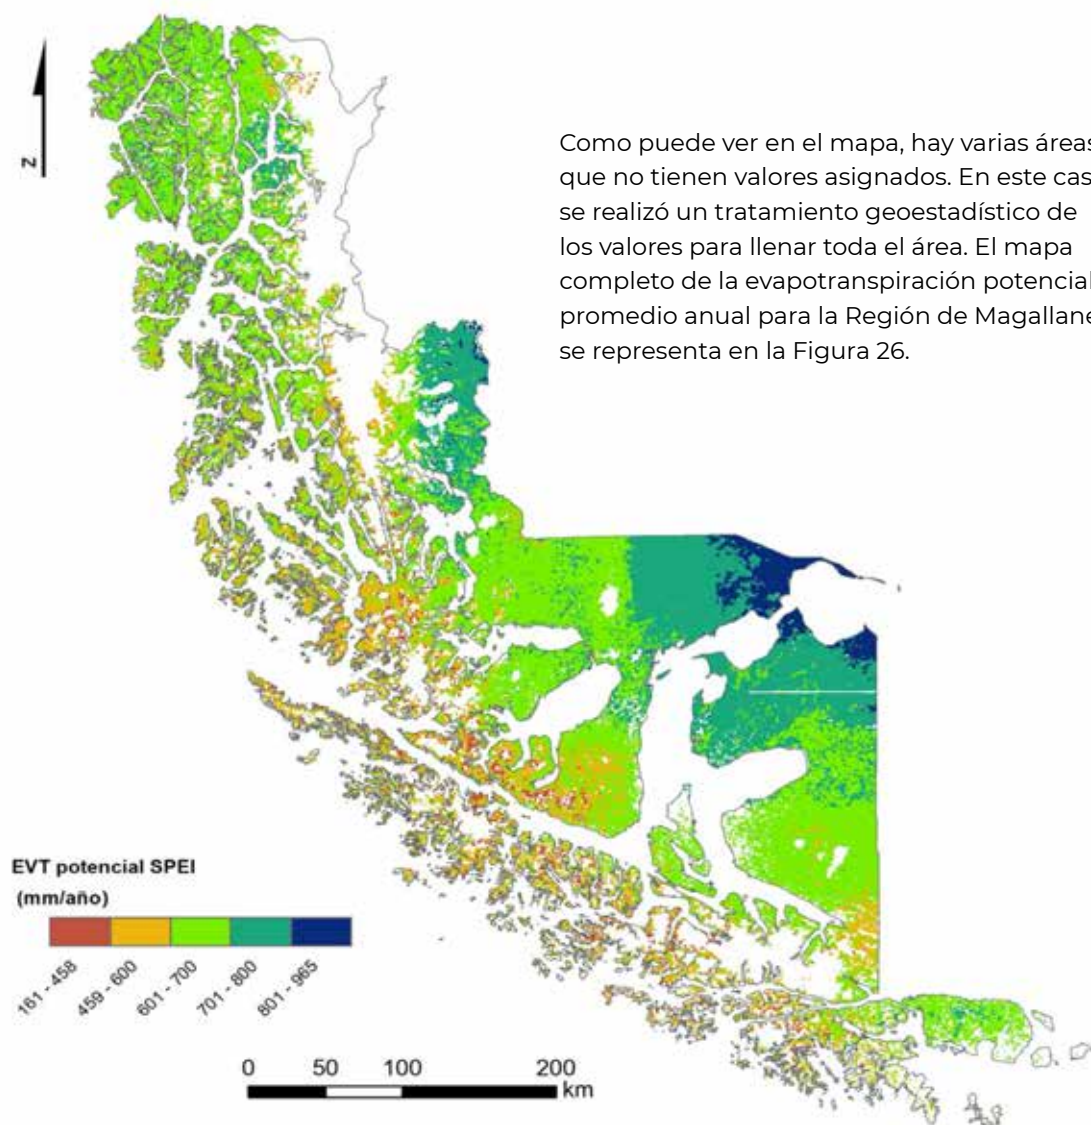 Z
Como puede ver en el mapa, hay varias áreas
que no tienen valores asignados. En este cas
se realizó un tratamiento geoestadístico de
los valores para llenar toda el área. El mapa
completo de la evapotranspiración potencial
promedio anual para la Región de Magallane
se representa en la Figura 26.
EVT potencial SPEI
(mm/año)
161 - 458
459 - 600
601 - 700
701 - 800
801 - 965
0 50 100 200
km